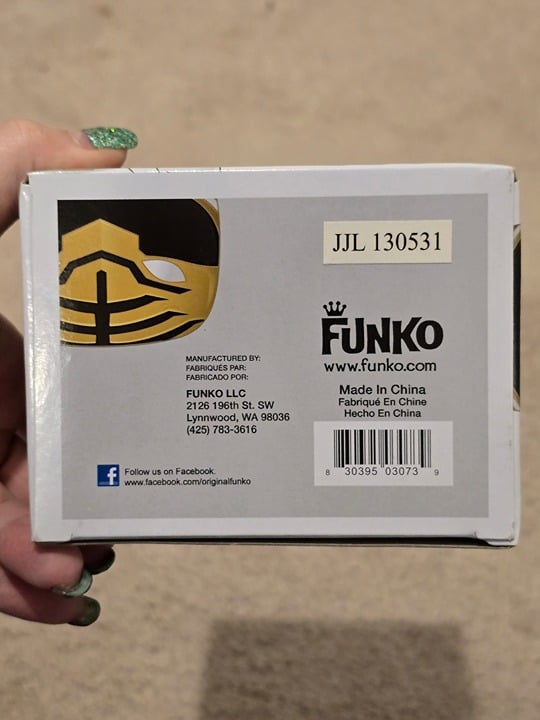 JJL 130531
FUNKO
www.funko.com
MANUFACTURED BY:
FABRIQUÉS PAR:
FABRICADO POR:
FUNKO LLC
2126 196th St. SW
Lynnwood, WA 98036
(425) 783-3616
Made In China
Fabriqué En Chine
Hecho En China
8 30395 03073 9
f Follow us on Facebook.
www.facebook.com/originalfunko